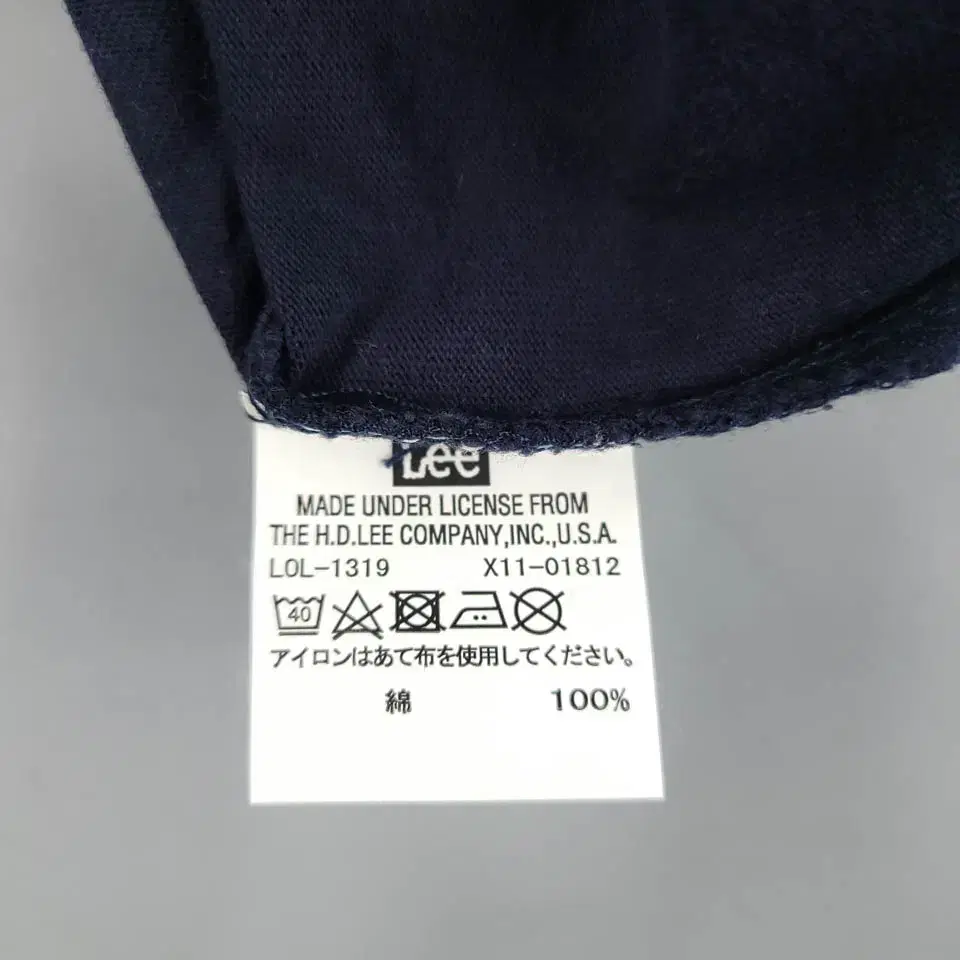 Lee
MADE UNDER LICENSE FROM
THE H.D.LEE COMPANY,INC.,U.S.A.
LOL-1319 X11-01812
40
アイロンはあて布を使用してください。
綿 100%